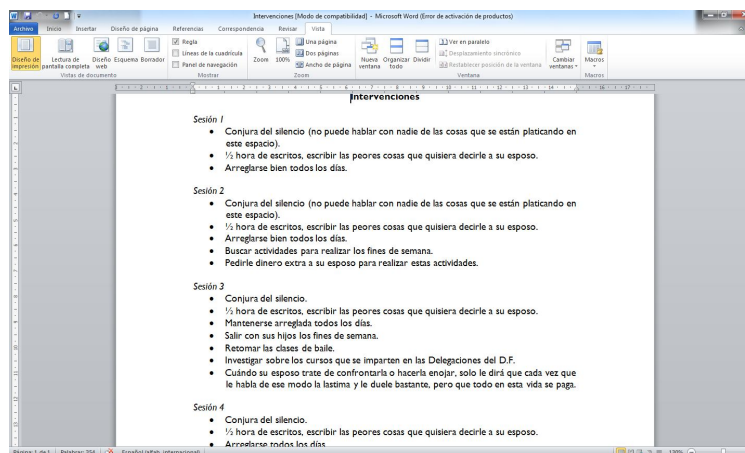 Intervenciones [Modo de compatibilidad] - Microsoft Word (Error de activación de productos)
Archivo Inicio Insertar Diseño de página Referencias Correspondencia Revisar Vista
Diseño de impresión
Lectura de pantalla completa
Diseño web
Esquema
Borrador
Vistas de documento
Regla
Líneas de la cuadrícula
Panel de navegación
Mostrar
Zoom
100%
Una página
Dos páginas
Ancho de página
Zoom
Nueva ventana
Organizar todo
Dividir
Ver en paralelo
Desplazamiento sincrónico
Restablecer posición de la ventana
Ventana
Cambiar ventanas
Macros
Macros
Intervenciones
Sesión 1
• Conjura del silencio (no puede hablar con nadie de las cosas que se están platicando en
este espacio).
• ½ hora de escritos, escribir las peores cosas que quisiera decirle a su esposo.
• Arreglarse bien todos los días.
Sesión 2
• Conjura del silencio (no puede hablar con nadie de las cosas que se están platicando en
este espacio).
• ½ hora de escritos, escribir las peores cosas que quisiera decirle a su esposo.
• Arreglarse bien todos los días.
• Buscar actividades para realizar los fines de semana.
• Pedirle dinero extra a su esposo para realizar estas actividades.
Sesión 3
• Conjura del silencio.
• ½ hora de escritos, escribir las peores cosas que quisiera decirle a su esposo.
• Mantenerse arreglada todos los días.
• Salir con sus hijos los fines de semana.
• Retomar las clases de baile.
• Investigar sobre los cursos que se imparten en las Delegaciones del D.F.
• Cuándo su esposo trate de confrontarla o hacerla enojar, solo le dirá que cada vez que
le habla de ese modo la lastima y le duele bastante, pero que todo en esta vida se paga.
Sesión 4
• Conjura del silencio.
• ½ hora de escritos, escribir las peores cosas que quisiera decirle a su esposo.
• Arreglarse todos los días
Página: 1 de 1 Palabras: 254 Español (alfab. internacional) 130%